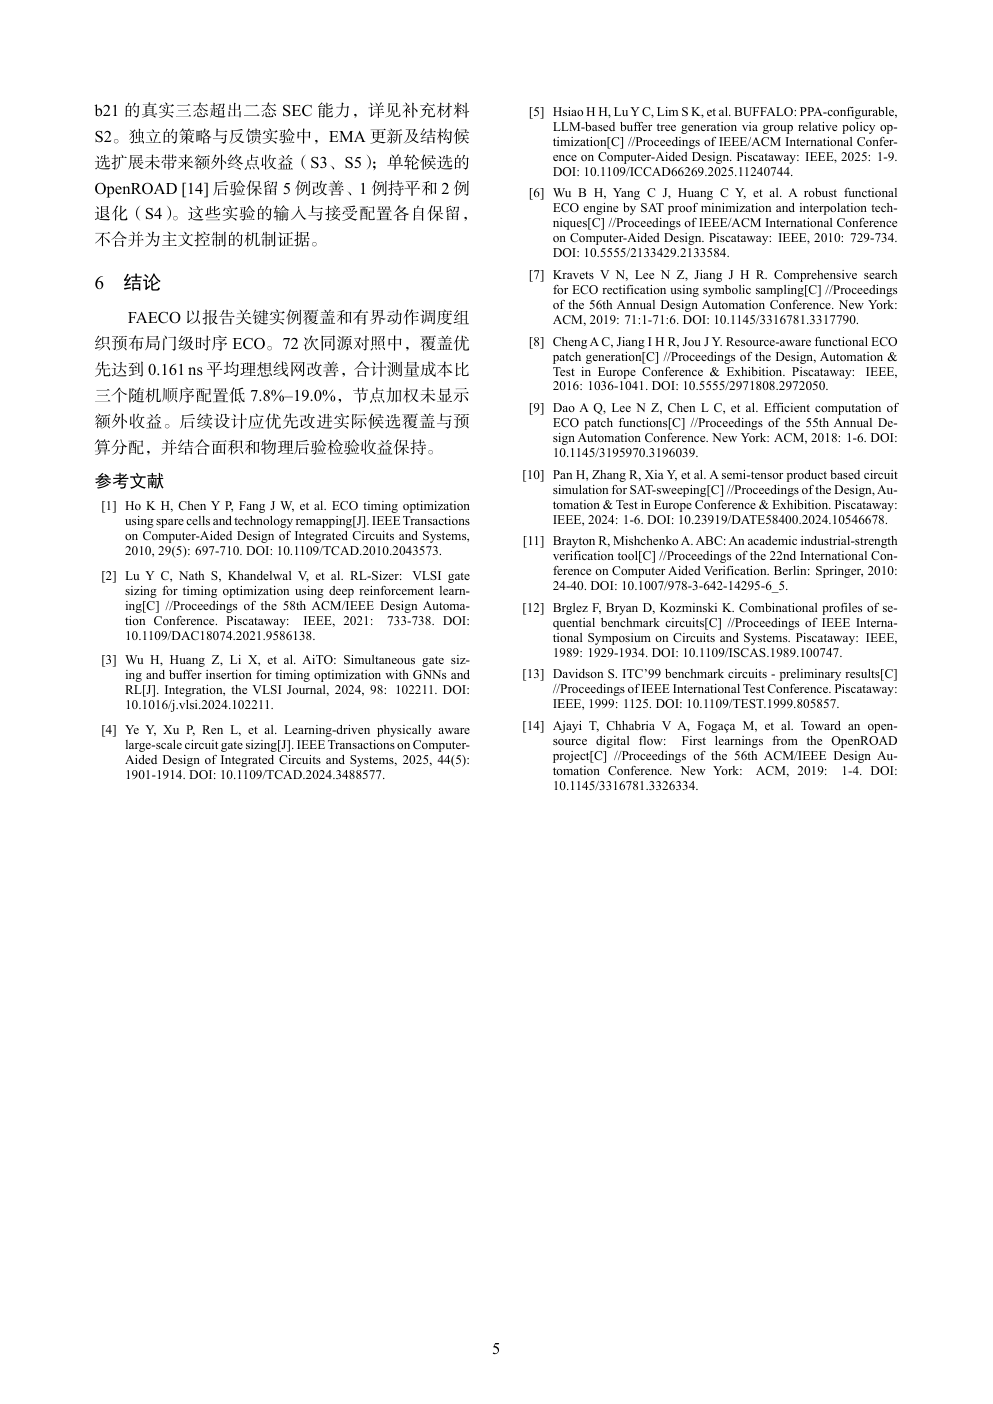 b21 的真实三态超出二态 SEC 能力，详见补充材料
S2。独立的策略与反馈实验中，EMA 更新及结构候
选扩展未带来额外终点收益（S3、S5）；单轮候选的
OpenROAD [14] 后验保留 5 例改善、1 例持平和 2 例
退化（S4）。这些实验的输入与接受配置各自保留，
不合并为主文控制的机制证据。
6 结论
FAECO 以报告关键实例覆盖和有界动作调度组
织预布局门级时序 ECO。72 次同源对照中，覆盖优
先达到 0.161 ns 平均理想线网改善，合计测量成本比
三个随机顺序配置低 7.8%–19.0%，节点加权未显示
额外收益。后续设计应优先改进实际候选覆盖与预
算分配，并结合面积和物理后验检验收益保持。
参考文献
[1] Ho K H, Chen Y P, Fang J W, et al. ECO timing optimization
using spare cells and technology remapping[J]. IEEE Transactions
on Computer-Aided Design of Integrated Circuits and Systems,
2010, 29(5): 697-710. DOI: 10.1109/TCAD.2010.2043573.
[2] Lu Y C, Nath S, Khandelwal V, et al. RL-Sizer: VLSI gate
sizing for timing optimization using deep reinforcement learn-
ing[C] //Proceedings of the 58th ACM/IEEE Design Automa-
tion Conference. Piscataway: IEEE, 2021: 733-738. DOI:
10.1109/DAC18074.2021.9586138.
[3] Wu H, Huang Z, Li X, et al. AiTO: Simultaneous gate siz-
ing and buffer insertion for timing optimization with GNNs and
RL[J]. Integration, the VLSI Journal, 2024, 98: 102211. DOI:
10.1016/j.vlsi.2024.102211.
[4] Ye Y, Xu P, Ren L, et al. Learning-driven physically aware
large-scale circuit gate sizing[J]. IEEE Transactions on Computer-
Aided Design of Integrated Circuits and Systems, 2025, 44(5):
1901-1914. DOI: 10.1109/TCAD.2024.3488577.
[5] Hsiao H H, Lu Y C, Lim S K, et al. BUFFALO: PPA-configurable,
LLM-based buffer tree generation via group relative policy op-
timization[C] //Proceedings of IEEE/ACM International Confer-
ence on Computer-Aided Design. Piscataway: IEEE, 2025: 1-9.
DOI: 10.1109/ICCAD66269.2025.11240744.
[6] Wu B H, Yang C J, Huang C Y, et al. A robust functional
ECO engine by SAT proof minimization and interpolation tech-
niques[C] //Proceedings of IEEE/ACM International Conference
on Computer-Aided Design. Piscataway: IEEE, 2010: 729-734.
DOI: 10.5555/2133429.2133584.
[7] Kravets V N, Lee N Z, Jiang J H R. Comprehensive search
for ECO rectification using symbolic sampling[C] //Proceedings
of the 56th Annual Design Automation Conference. New York:
ACM, 2019: 71:1-71:6. DOI: 10.1145/3316781.3317790.
[8] Cheng A C, Jiang I H R, Jou J Y. Resource-aware functional ECO
patch generation[C] //Proceedings of the Design, Automation &
Test in Europe Conference & Exhibition. Piscataway: IEEE,
2016: 1036-1041. DOI: 10.5555/2971808.2972050.
[9] Dao A Q, Lee N Z, Chen L C, et al. Efficient computation of
ECO patch functions[C] //Proceedings of the 55th Annual De-
sign Automation Conference. New York: ACM, 2018: 1-6. DOI:
10.1145/3195970.3196039.
[10] Pan H, Zhang R, Xia Y, et al. A semi-tensor product based circuit
simulation for SAT-sweeping[C] //Proceedings of the Design, Au-
tomation & Test in Europe Conference & Exhibition. Piscataway:
IEEE, 2024: 1-6. DOI: 10.23919/DATE58400.2024.10546678.
[11] Brayton R, Mishchenko A. ABC: An academic industrial-strength
verification tool[C] //Proceedings of the 22nd International Con-
ference on Computer Aided Verification. Berlin: Springer, 2010:
24-40. DOI: 10.1007/978-3-642-14295-6_5.
[12] Brglez F, Bryan D, Kozminski K. Combinational profiles of se-
quential benchmark circuits[C] //Proceedings of IEEE Interna-
tional Symposium on Circuits and Systems. Piscataway: IEEE,
1989: 1929-1934. DOI: 10.1109/ISCAS.1989.100747.
[13] Davidson S. ITC’99 benchmark circuits - preliminary results[C]
//Proceedings of IEEE International Test Conference. Piscataway:
IEEE, 1999: 1125. DOI: 10.1109/TEST.1999.805857.
[14] Ajayi T, Chhabria V A, Fogaça M, et al. Toward an open-
source digital flow: First learnings from the OpenROAD
project[C] //Proceedings of the 56th ACM/IEEE Design Au-
tomation Conference. New York: ACM, 2019: 1-4. DOI:
10.1145/3316781.3326334.
5